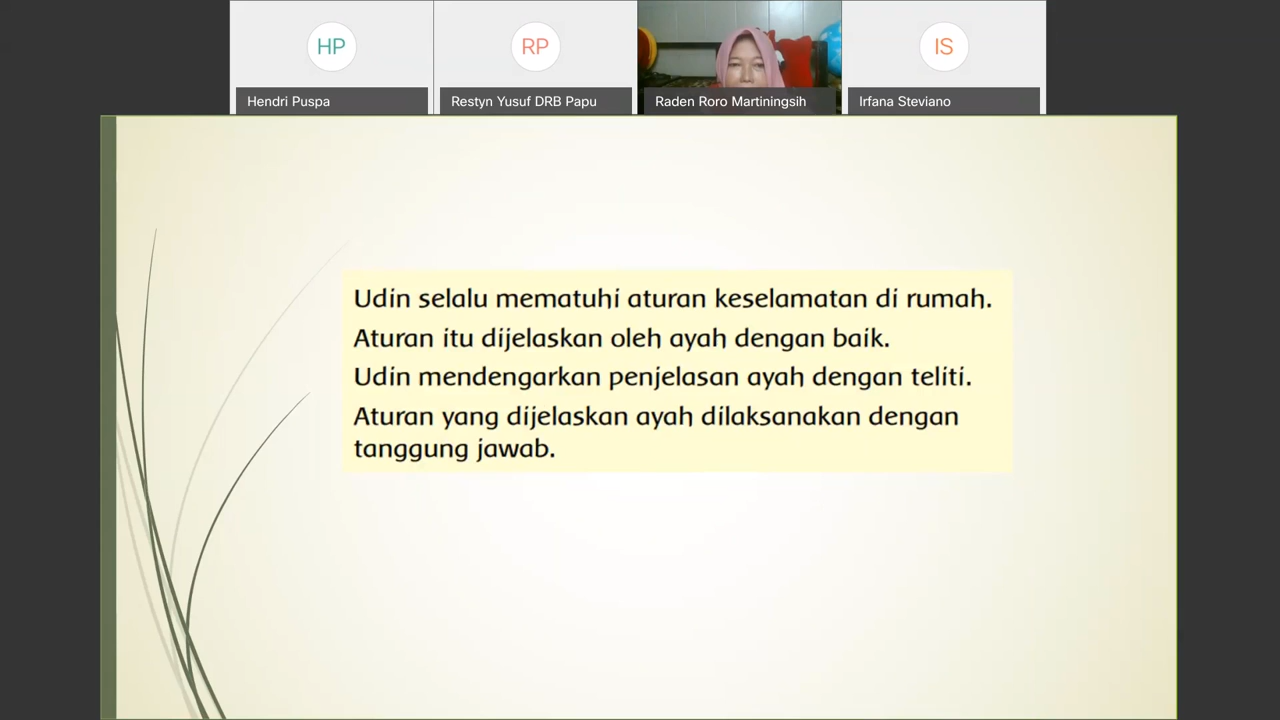 HP
RP
IS
Hendri Puspa
Restyn Yusuf DRB Papu
Raden Roro Martiningsih
Irfana Steviano
Udin selalu mematuhi aturan keselamatan di rumah.
Aturan itu dijelaskan oleh ayah dengan baik.
Udin mendengarkan penjelasan ayah dengan teliti.
Aturan yang dijelaskan ayah dilaksanakan dengan
tanggung jawab.